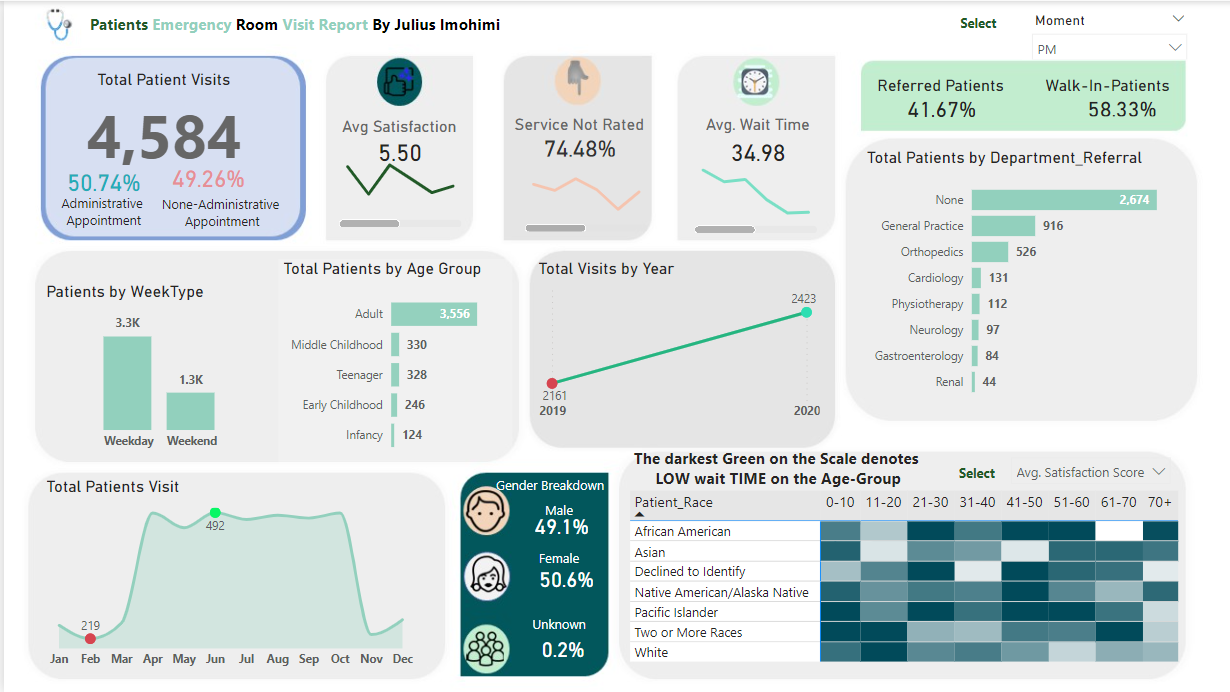 Patients Emergency Room Visit Report By Julius Imohimi
Select
Moment
PM
Total Patient Visits
4,584
50.74%
Administrative
Appointment
49.26%
None-Administrative
Appointment
Avg Satisfaction
5.50
Service Not Rated
74.48%
Avg. Wait Time
34.98
Referred Patients
41.67%
Walk-In-Patients
58.33%
Total Patients by Department_Referral
None 2,674
General Practice 916
Orthopedics 526
Cardiology 131
Physiotherapy 112
Neurology 97
Gastroenterology 84
Renal 44
Patients by WeekType
3.3K
1.3K
Weekday Weekend
Total Patients by Age Group
Adult 3,556
Middle Childhood 330
Teenager 328
Early Childhood 246
Infancy 124
Total Visits by Year
2423
2161
2019 2020
Total Patients Visit
492
219
Jan Feb Mar Apr May Jun Jul Aug Sep Oct Nov Dec
Gender Breakdown
Male
49.1%
Female
50.6%
Unknown
0.2%
The darkest Green on the Scale denotes
LOW wait TIME on the Age-Group
Select
Avg. Satisfaction Score
Patient_Race 0-10 11-20 21-30 31-40 41-50 51-60 61-70 70+
African American
Asian
Declined to Identify
Native American/Alaska Native
Pacific Islander
Two or More Races
White